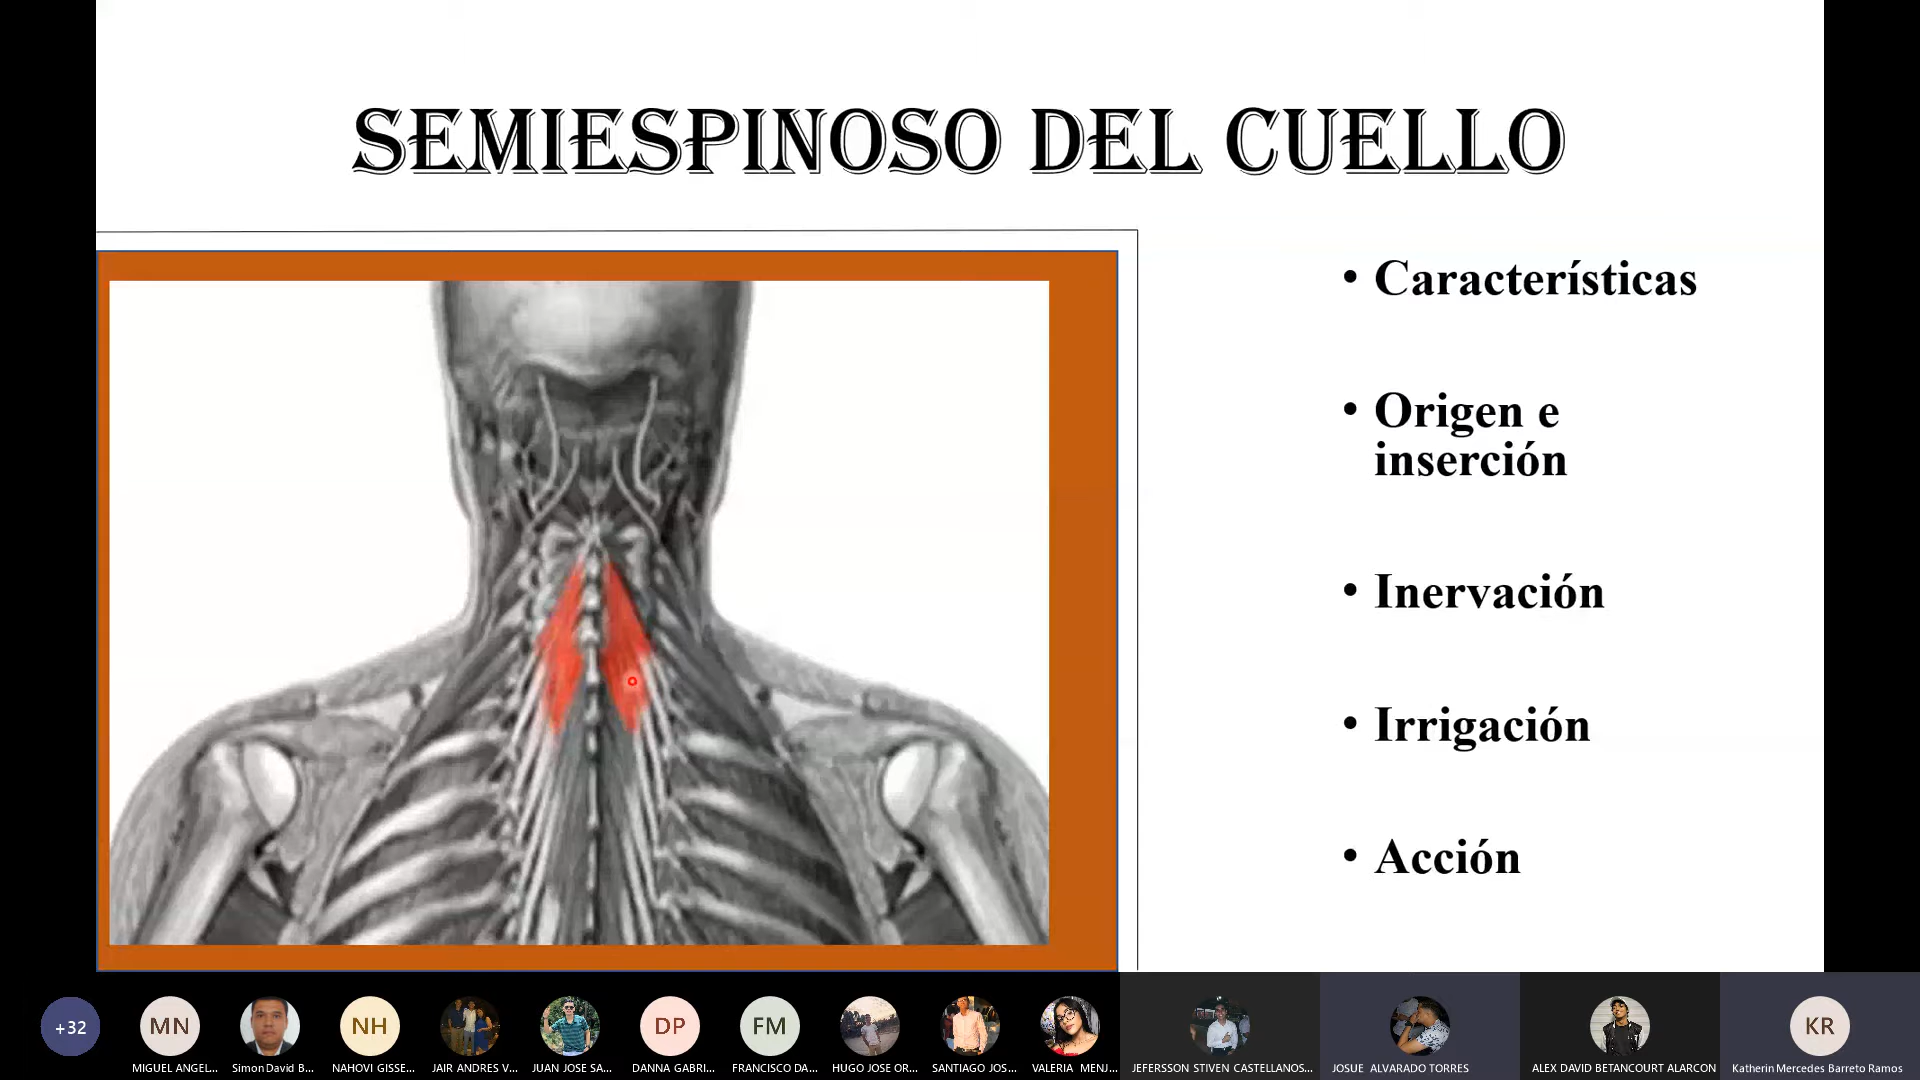 SEMIESPINOSO DEL CUELLO
• Características
• Origen e
inserción
• Inervación
• Irrigación
• Acción
+32
MN
NH
DP
FM
KR
MIGUEL ANGEL...
Simon David B...
NAHOVI GISSE...
JAIR ANDRES V...
JUAN JOSE SA...
DANNA GABRI...
FRANCISCO DA...
HUGO JOSE OR...
SANTIAGO JOS...
VALERIA MENJ...
JEFERSSON STIVEN CASTELLANOS...
JOSUE ALVARADO TORRES
ALEX DAVID BETANCOURT ALARCON
Katherin Mercedes Barreto Ramos